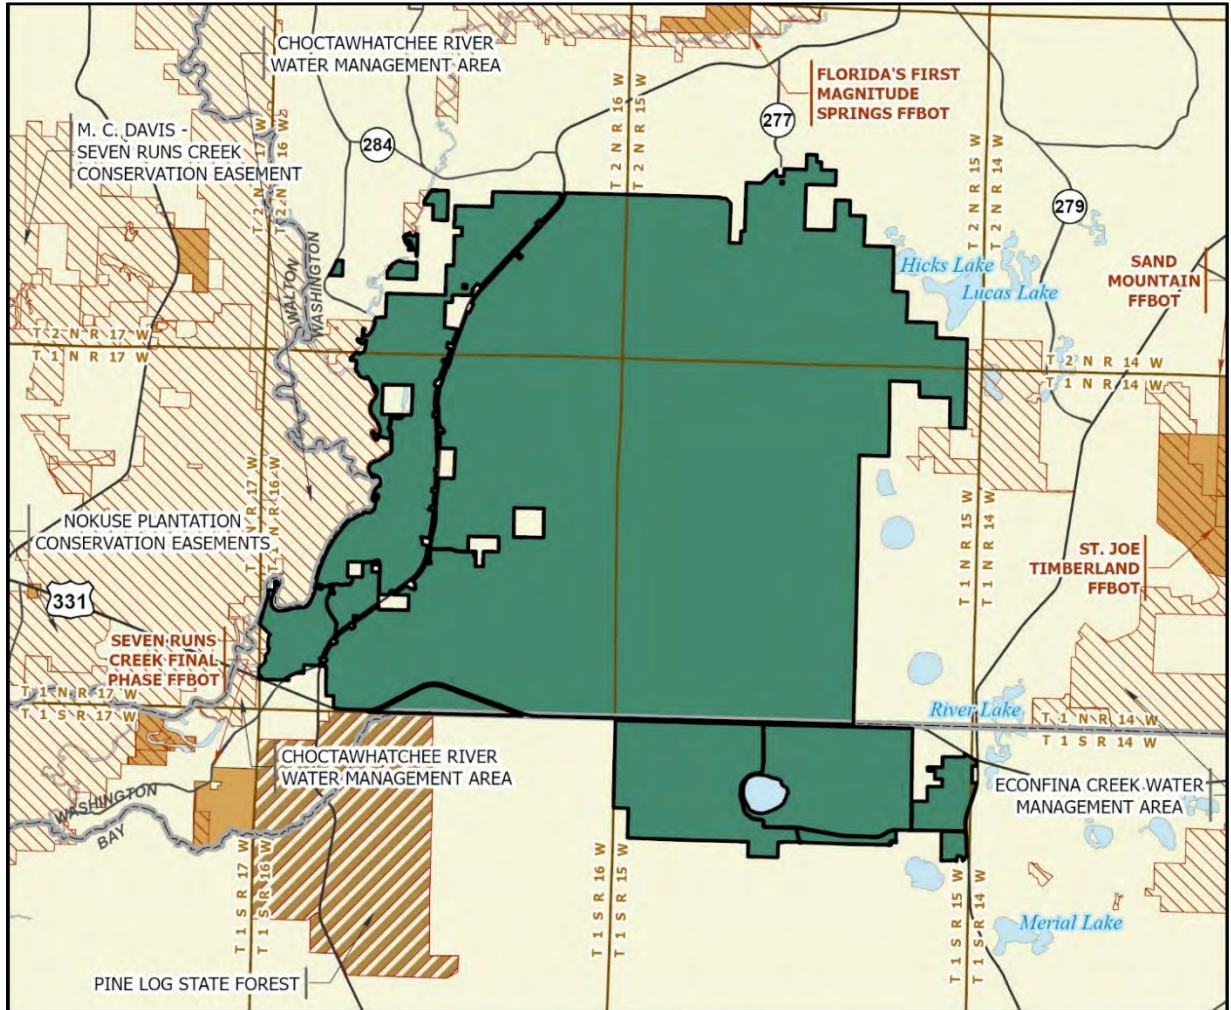 CHOCTAWHATCHEE RIVER
WATER MANAGEMENT AREA
FLORIDA'S FIRST
MAGNITUDE
SPRINGS FFBOT
M. C. DAVIS -
SEVEN RUNS CREEK
CONSERVATION EASEMENT
284
277
279
T 2 N R 17 W
T 2 N R 16 W
T 2 N R 16 W
T 2 N R 15 W
T 2 N R 15 W
T 2 N R 14 W
WALTON
WASHINGTON
Hicks Lake
Lucas Lake
SAND
MOUNTAIN
FFBOT
T 2 N R 17 W
T 1 N R 17 W
T 2 N R 14 W
T 1 N R 14 W
T 1 N R 17 W
T 1 N R 16 W
T 1 N R 15 W
T 1 N R 14 W
NOKUSE PLANTATION
CONSERVATION EASEMENTS
331
ST. JOE
TIMBERLAND
FFBOT
SEVEN RUNS
CREEK FINAL
PHASE FFBOT
T 1 N R 17 W
T 1 S R 17 W
River Lake
T 1 N R 14 W
T 1 S R 14 W
CHOCTAWHATCHEE RIVER
WATER MANAGEMENT AREA
ECONFINA CREEK WATER
MANAGEMENT AREA
WASHINGTON
BAY
T 1 S R 17 W
T 1 S R 16 W
T 1 S R 16 W
T 1 S R 15 W
T 1 S R 15 W
T 1 S R 14 W
Merial Lake
PINE LOG STATE FOREST